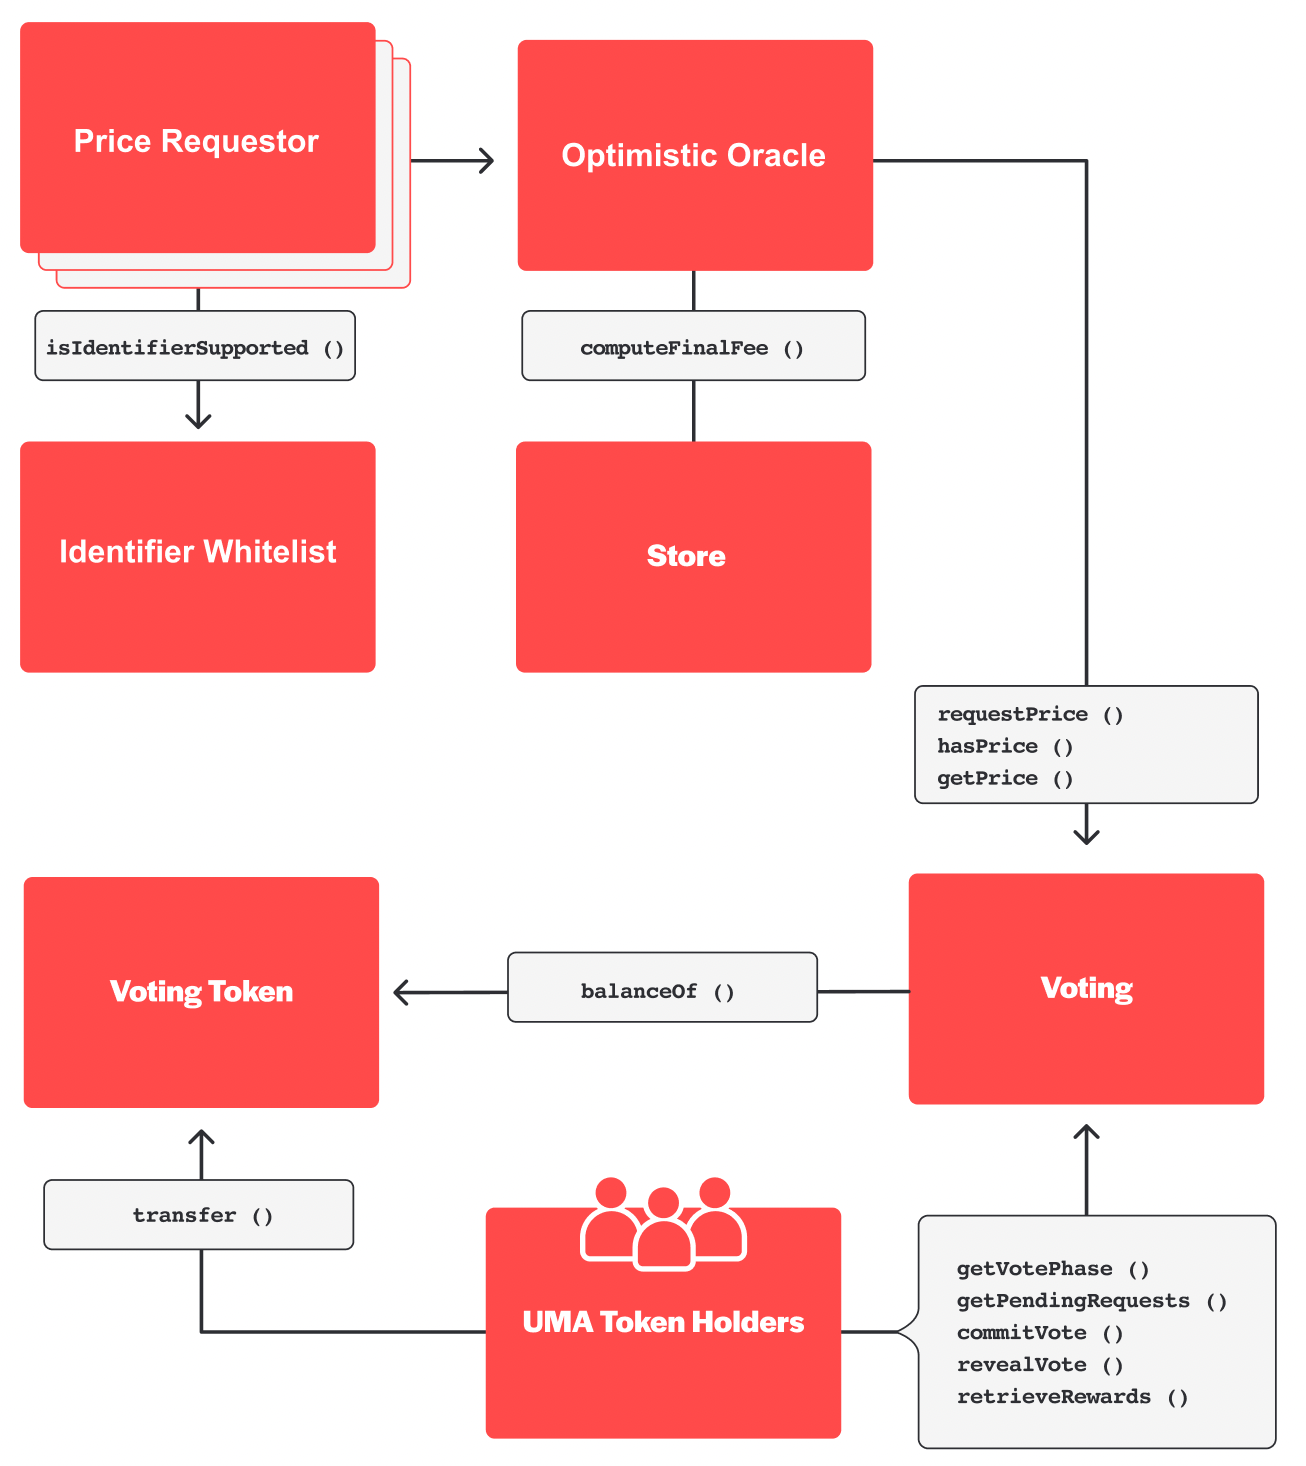 Price Requestor
Optimistic Oracle
isIdentifierSupported ()
computeFinalFee ()
Identifier Whitelist
Store
requestPrice ()
hasPrice ()
getPrice ()
Voting Token
balanceOf ()
Voting
transfer ()
UMA Token Holders
getVotePhase ()
getPendingRequests ()
commitVote ()
revealVote ()
retrieveRewards ()